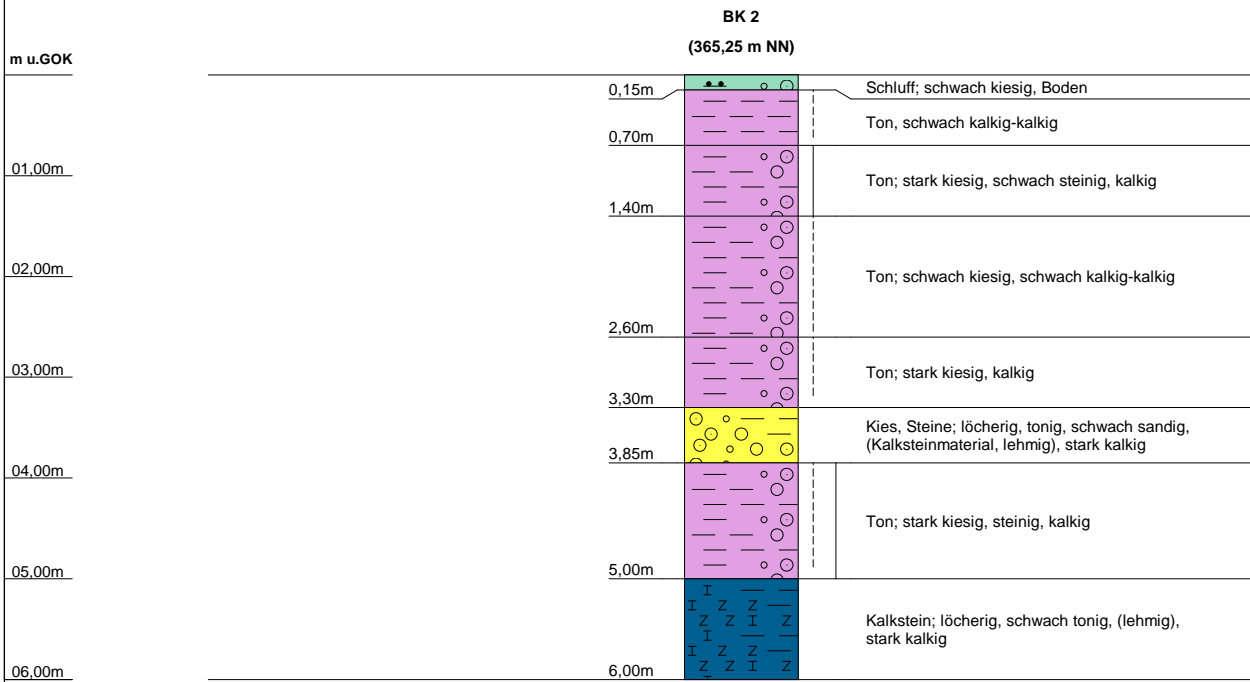 BK 2
(365,25 m NN)
m u.GOK
0,15m
Schluff; schwach kiesig, Boden
Ton, schwach kalkig-kalkig
0,70m
01,00m
Ton; stark kiesig, schwach steinig, kalkig
1,40m
02,00m
Ton; schwach kiesig, schwach kalkig-kalkig
2,60m
03,00m
Ton; stark kiesig, kalkig
3,30m
Kies, Steine; löcherig, tonig, schwach sandig,
(Kalksteinmaterial, lehmig), stark kalkig
3,85m
04,00m
Ton; stark kiesig, steinig, kalkig
05,00m
5,00m
Kalkstein; löcherig, schwach tonig, (lehmig),
stark kalkig
06,00m
6,00m